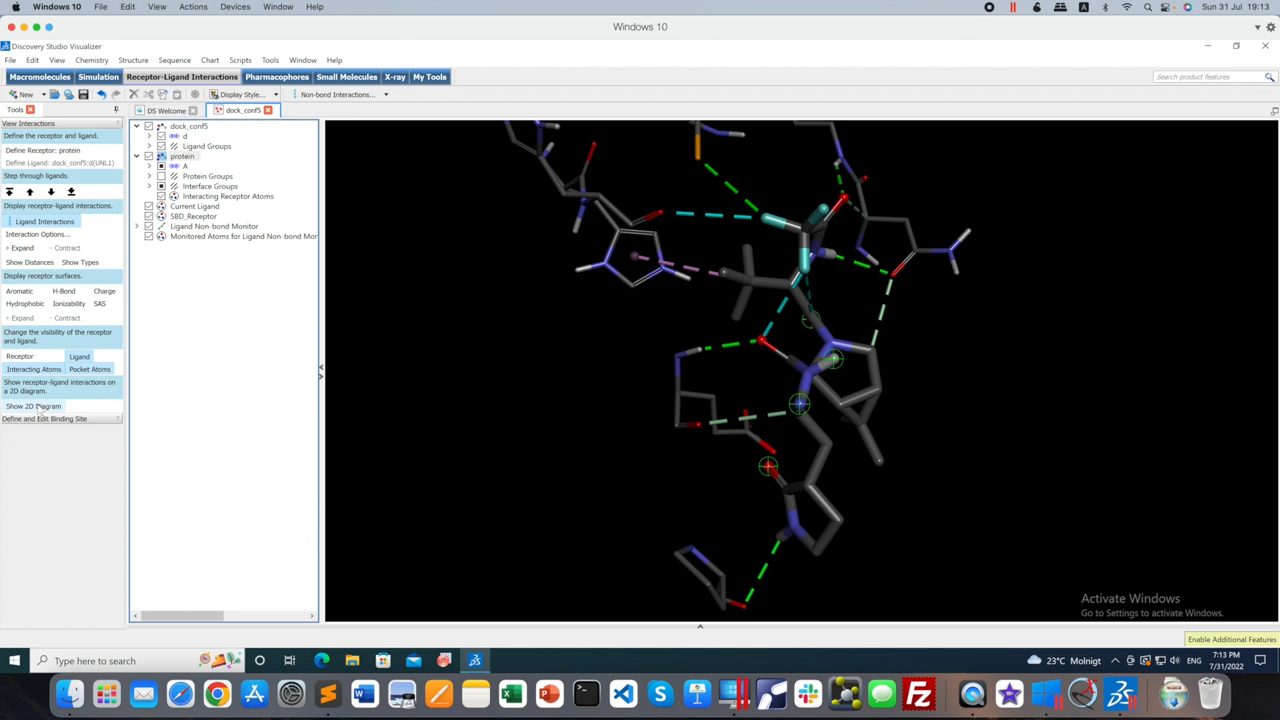 Windows 10 File Edit View Actions Devices Window Help Sun 31 Jul 19:13
Windows 10
Discovery Studio Visualizer
File Edit View Chemistry Structure Sequence Chart Scripts Tools Window Help
Macromolecules Simulation Receptor-Ligand Interactions Pharmacophores Small Molecules X-ray My Tools Search product features
New Display Style... Non-bond Interactions...
Tools DS Welcome dock_conf5
View Interactions
Define the receptor and ligand.
Define Receptor: protein
Define Ligand: dock_conf5:d(UNL1)
Step through ligands.
Display receptor-ligand interactions.
Ligand Interactions
Interaction Options...
+ Expand - Contract
Show Distances Show Types
Display receptor surfaces.
Aromatic H-Bond Charge
Hydrophobic Ionizability SAS
+ Expand - Contract
Change the visibility of the receptor
and ligand.
Receptor Ligand
Interacting Atoms Pocket Atoms
Show receptor-ligand interactions on
a 2D diagram.
Show 2D Diagram
Define and Edit Binding Site
dock_conf5
d
Ligand Groups
protein
A
Protein Groups
Interface Groups
Interacting Receptor Atoms
Current Ligand
SBD_Receptor
Ligand Non-bond Monitor
Monitored Atoms for Ligand Non-bond Mor
Activate Windows
Go to Settings to activate Windows.
Enable Additional Features
Type here to search 23°C Molnigt ENG 7:13 PM
7/31/2022